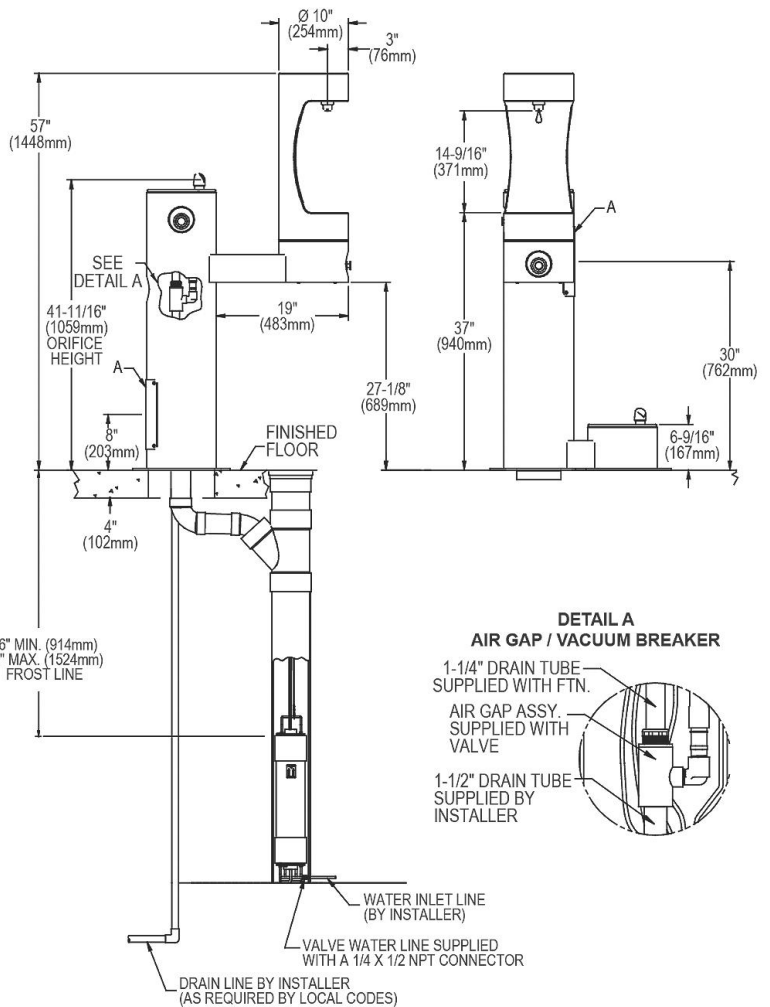 Ø 10"
(254mm)
3"
(76mm)
57"
(1448mm)
14-9/16"
(371mm)
A
SEE
DETAIL A
41-11/16"
(1059mm)
ORIFICE
HEIGHT
19"
(483mm)
37"
(940mm)
30"
(762mm)
A
27-1/8"
(689mm)
8"
(203mm)
FINISHED
FLOOR
6-9/16"
(167mm)
4"
(102mm)
6" MIN. (914mm)
" MAX. (1524mm)
FROST LINE
DETAIL A
AIR GAP / VACUUM BREAKER
1-1/4" DRAIN TUBE
SUPPLIED WITH FTN.
AIR GAP ASSY.
SUPPLIED WITH
VALVE
1-1/2" DRAIN TUBE
SUPPLIED BY
INSTALLER
WATER INLET LINE
(BY INSTALLER)
VALVE WATER LINE SUPPLIED
WITH A 1/4 X 1/2 NPT CONNECTOR
DRAIN LINE BY INSTALLER
(AS REQUIRED BY LOCAL CODES)